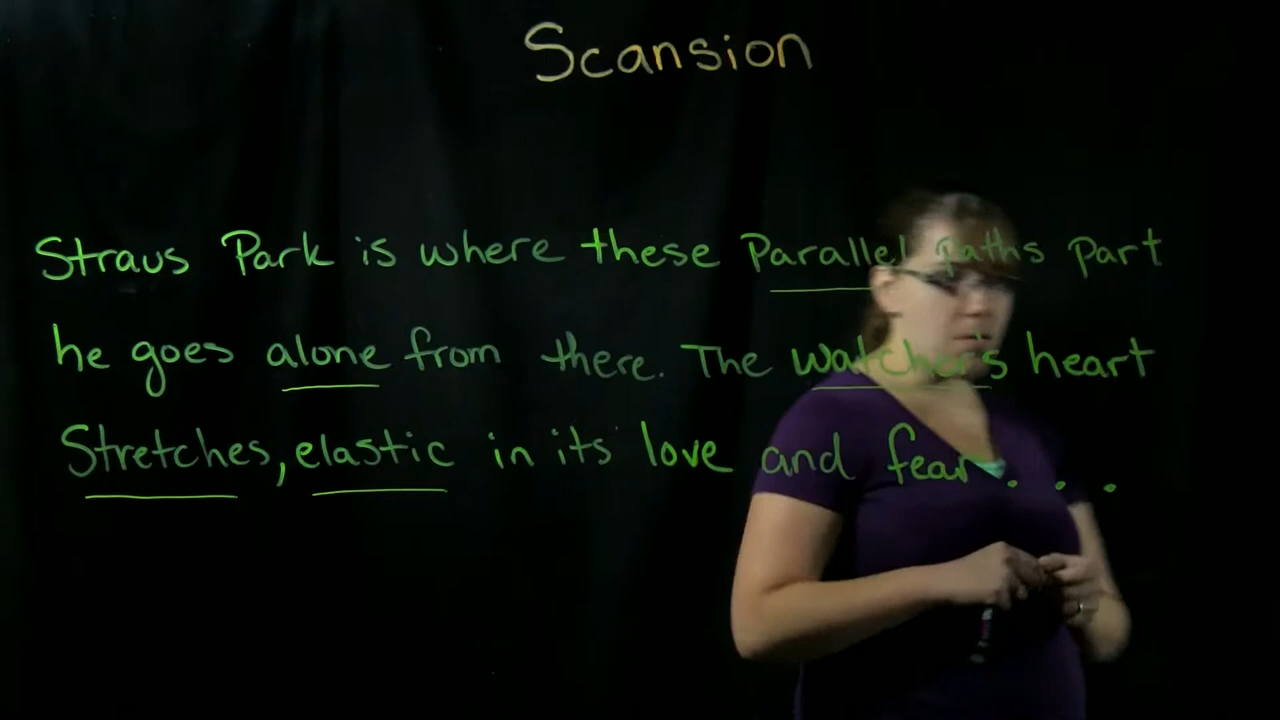 Scansion
Straus Park is where these parallel paths part
he goes alone from there. The watcher's heart
Stretches, elastic in its love and fear . . .